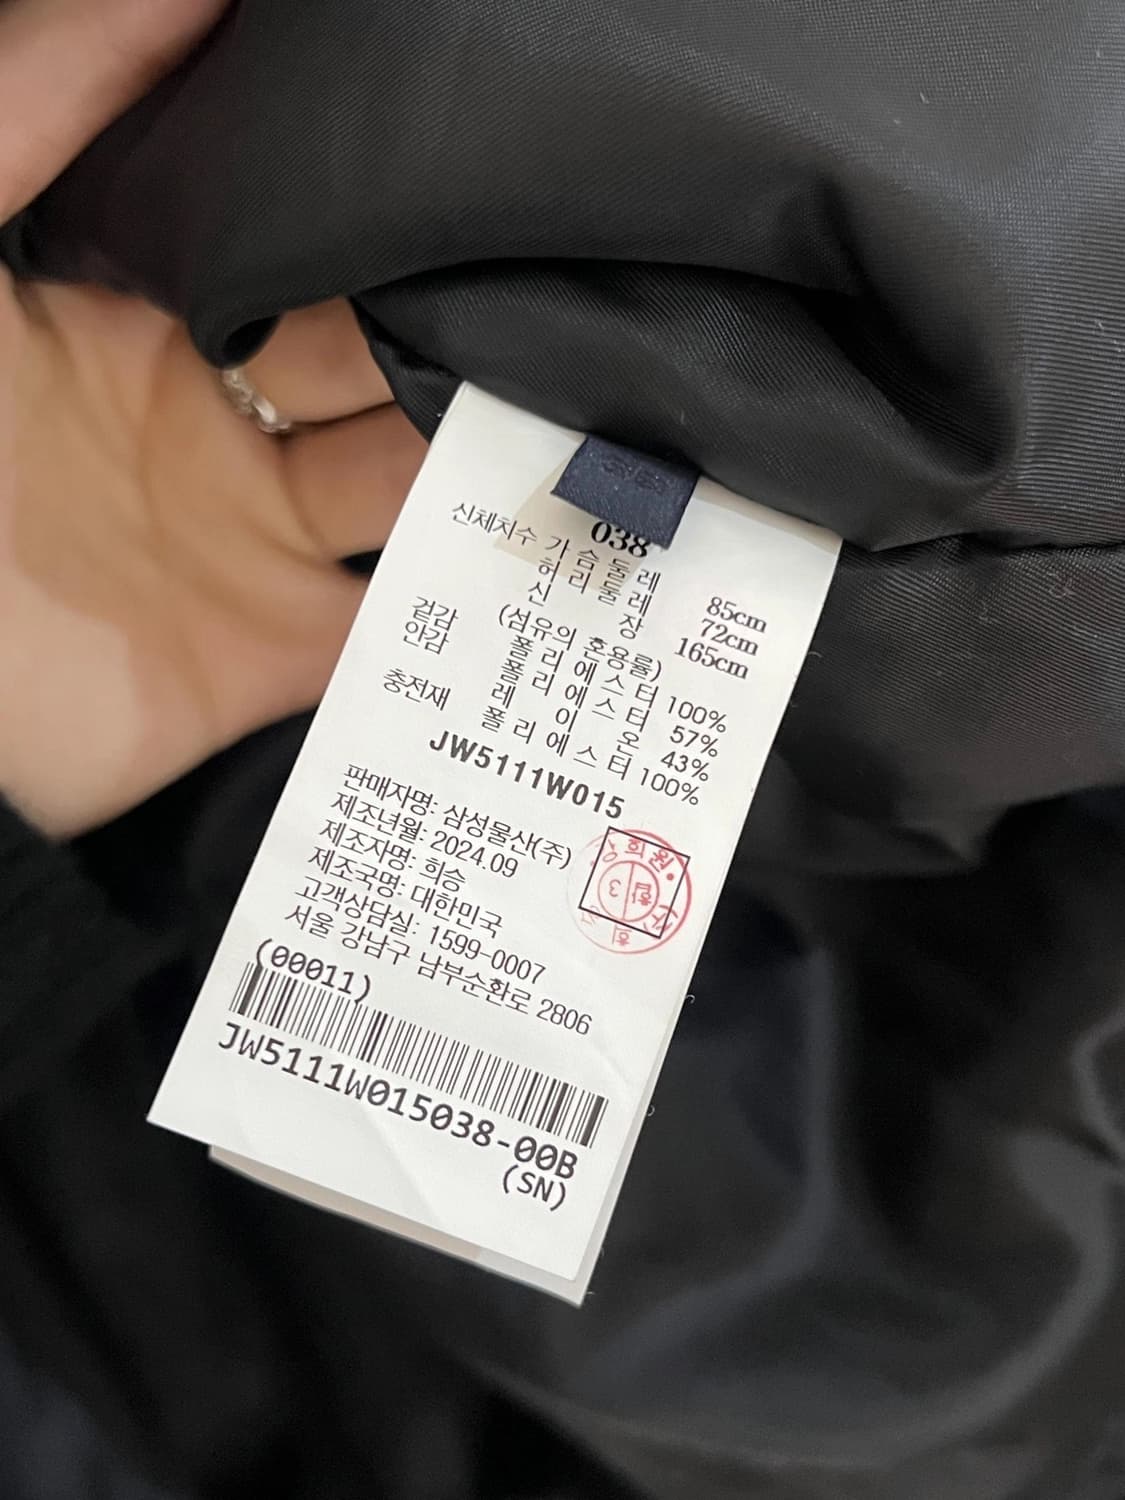 038
신체치수 가슴둘레 85cm
허리둘레 72cm
신장 165cm
(섬유의 혼용률)
겉감 폴리에스터 100%
안감 폴리에스터 57%
레이온 43%
충전재 폴리에스터 100%
JW5111W015
판매자명: 삼성물산(주)
제조년월: 2024.09
제조자명: 희승
제조국명: 대한민국
고객상담실: 1599-0007
서울 강남구 남부순환로 2806
(00011)
JW5111W015038-00B
(SN)
합 3